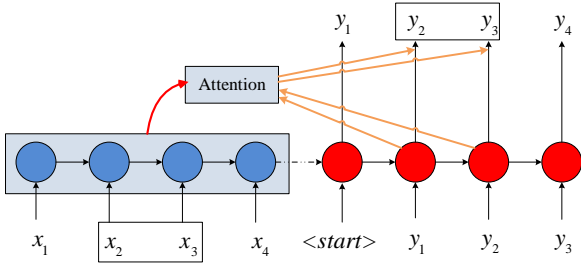 y₁ y₂ y₃ y₄
Attention
x₁ x₂ x₃ x₄ <start> y₁ y₂ y₃